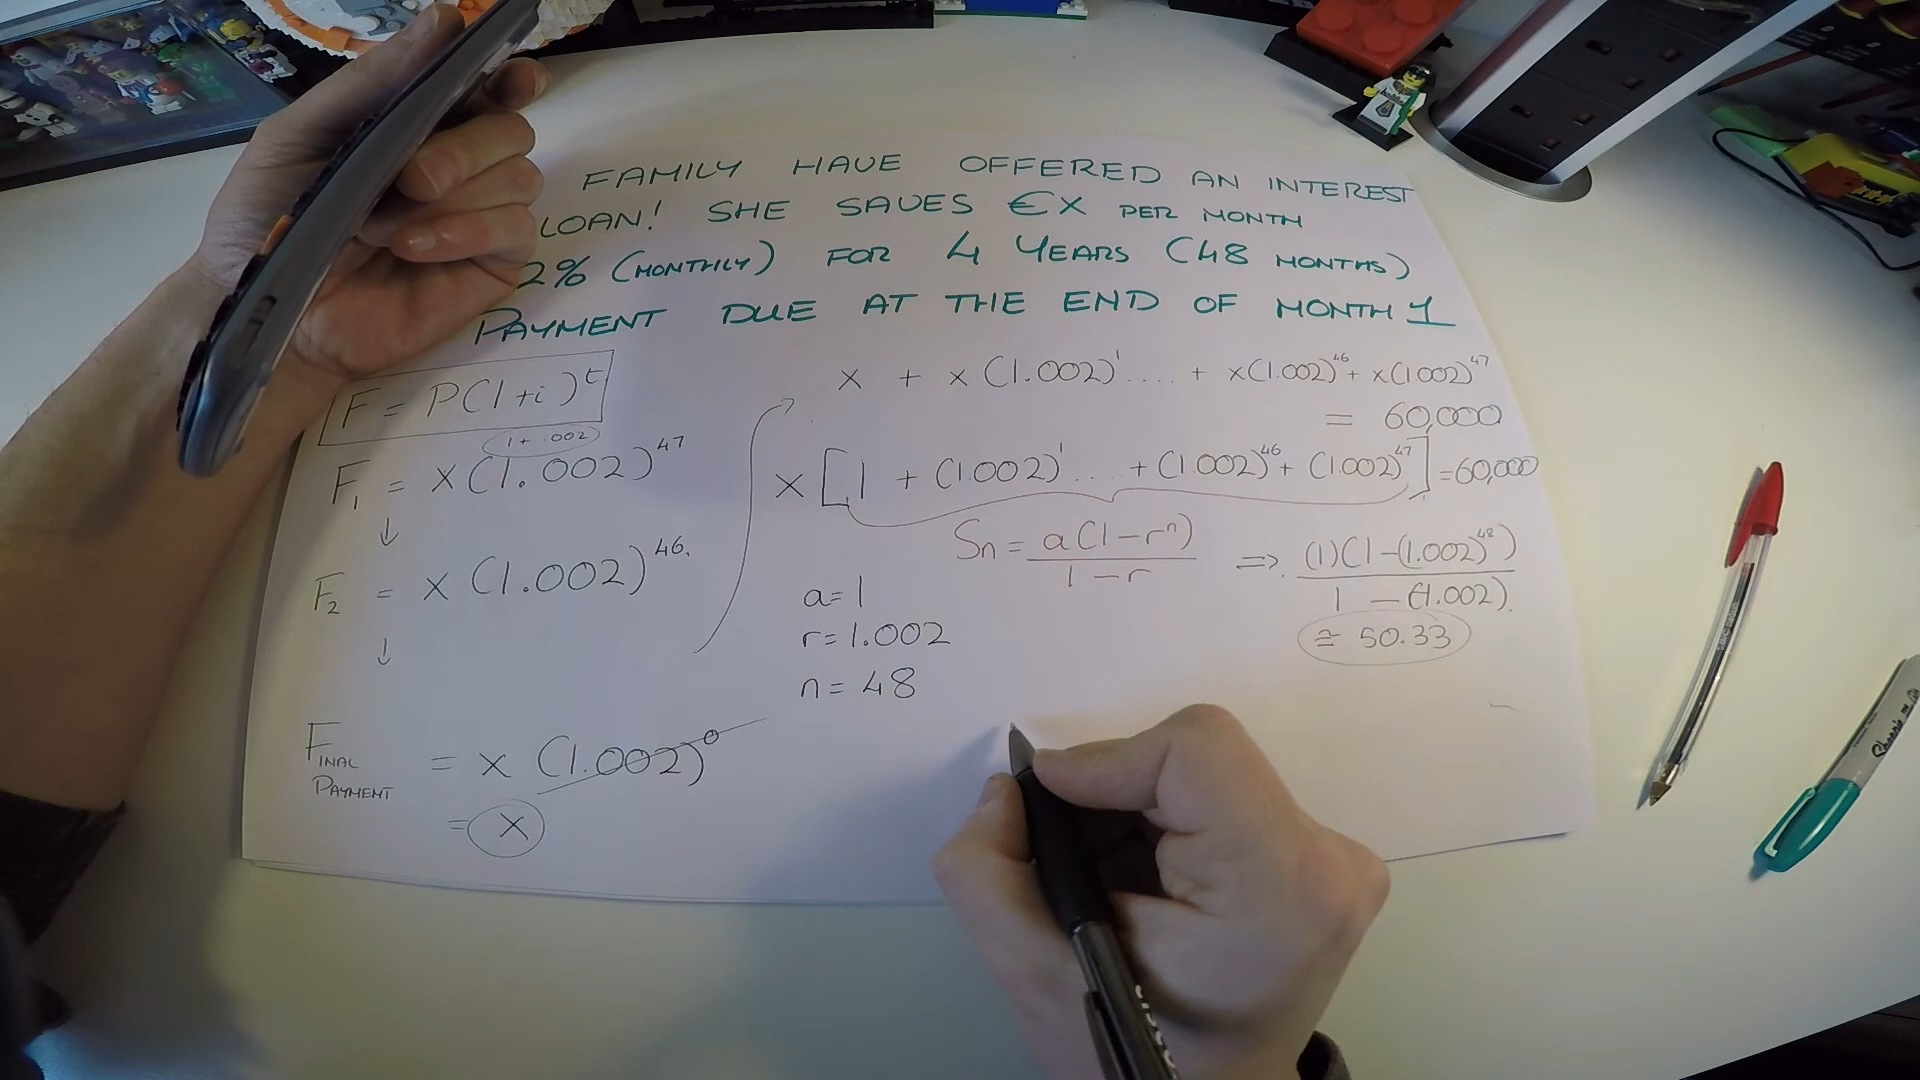 FAMILY HAVE OFFERED AN INTEREST
LOAN! SHE SAVES €X PER MONTH
2% (MONTHLY) FOR 4 YEARS (48 MONTHS)
PAYMENT DUE AT THE END OF MONTH 1
F = P(1+i)^t
1+.002
F₁ = x(1.002)^47
↓
F₂ = x(1.002)^46.
↓
FINAL PAYMENT = x(1.002)^0
= x
x + x(1.002)^1 .... + x(1.002)^46 + x(1.002)^47
= 60,000
x[1 + (1.002)^1 .... + (1.002)^46 + (1.002)^47] = 60,000
Sn = a(1-r^n) / 1-r => (1)(1-(1.002)^48) / 1-(1.002).
≅ 50.33
a=1
r=1.002
n=48
Sharpie